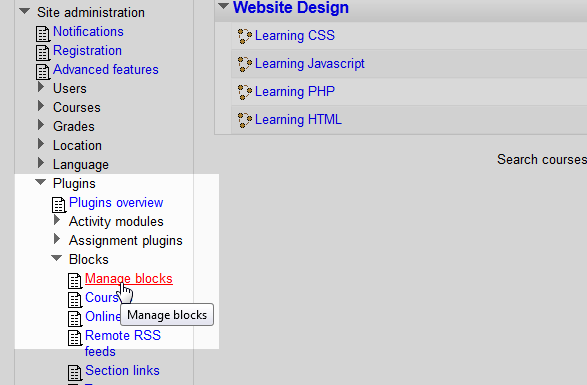 Site administration
Notifications
Registration
Advanced features
Users
Courses
Grades
Location
Language
Plugins
Plugins overview
Activity modules
Assignment plugins
Blocks
Manage blocks
Cours
Online
Manage blocks
Remote RSS
feeds
Section links
Website Design
Learning CSS
Learning Javascript
Learning PHP
Learning HTML
Search courses